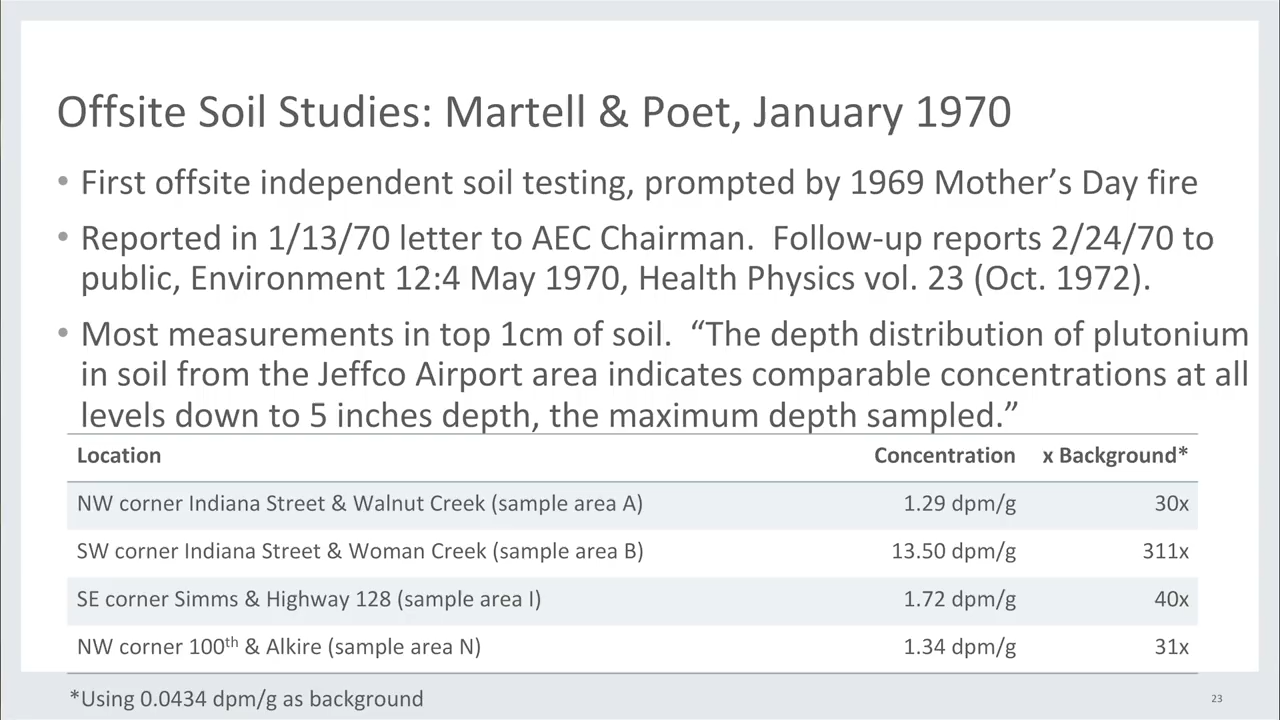 Offsite Soil Studies: Martell & Poet, January 1970
• First offsite independent soil testing, prompted by 1969 Mother’s Day fire
• Reported in 1/13/70 letter to AEC Chairman.  Follow-up reports 2/24/70 to
public, Environment 12:4 May 1970, Health Physics vol. 23 (Oct. 1972).
• Most measurements in top 1cm of soil.  “The depth distribution of plutonium
in soil from the Jeffco Airport area indicates comparable concentrations at all
levels down to 5 inches depth, the maximum depth sampled.”
Location Concentration x Background*
NW corner Indiana Street & Walnut Creek (sample area A) 1.29 dpm/g 30x
SW corner Indiana Street & Woman Creek (sample area B) 13.50 dpm/g 311x
SE corner Simms & Highway 128 (sample area I) 1.72 dpm/g 40x
NW corner 100th & Alkire (sample area N) 1.34 dpm/g 31x
*Using 0.0434 dpm/g as background
23